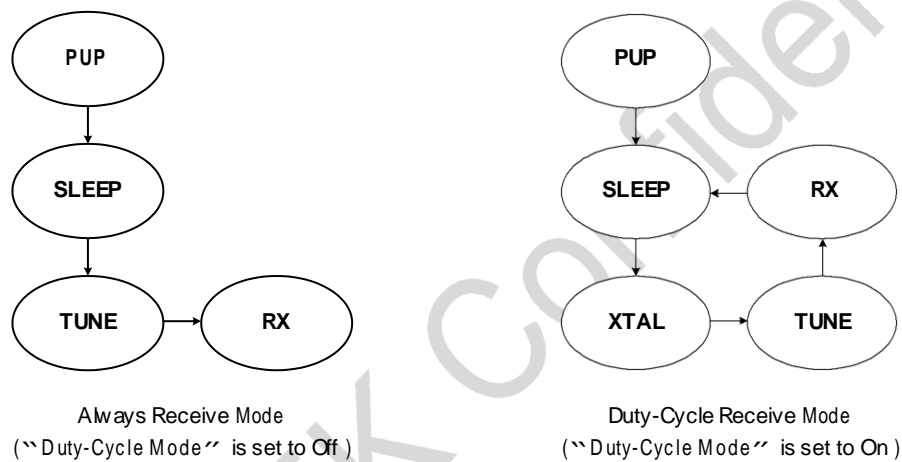 PUP
SLEEP
TUNE
RX
Always Receive Mode
(“Duty-Cycle Mode” is set to Off )
PUP
SLEEP
RX
XTAL
TUNE
Duty-Cycle Receive Mode
(“Duty-Cycle Mode” is set to On )